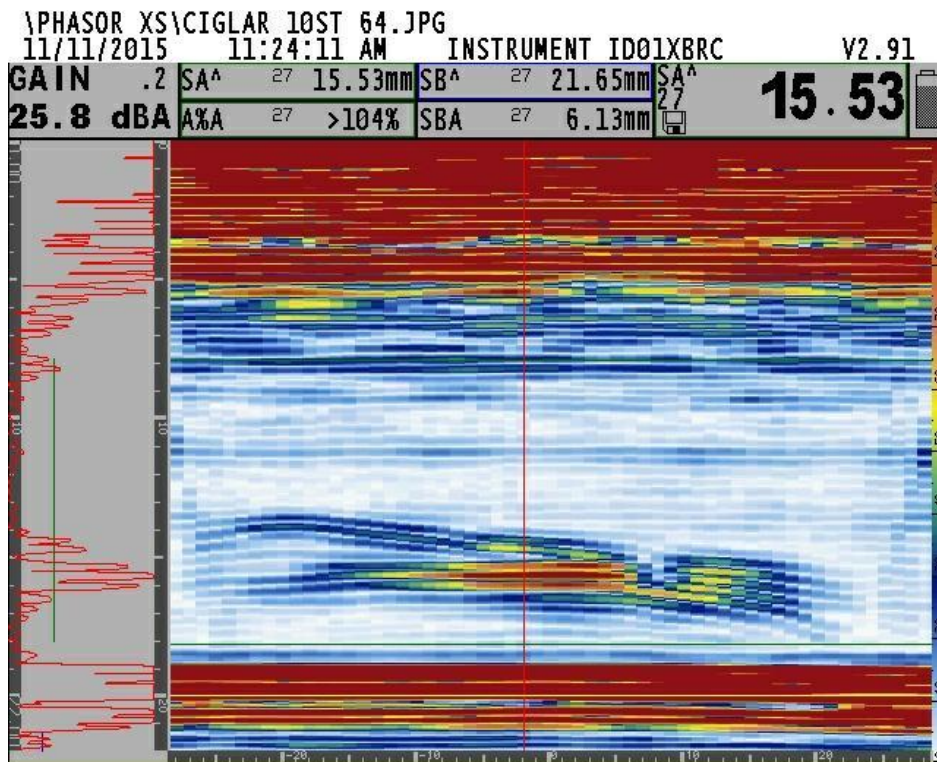 \PHASOR XS\CIGLAR 10ST 64.JPG
11/11/2015 11:24:11 AM INSTRUMENT ID01XBRC V2.91
GAIN .2 SA^ 27 15.53mm SB^ 27 21.65mm SA^ 27 15.53
25.8 dBA A%A 27 >104% SBA 27 6.13mm
0
10 10
20
-20 -10 0 10 20